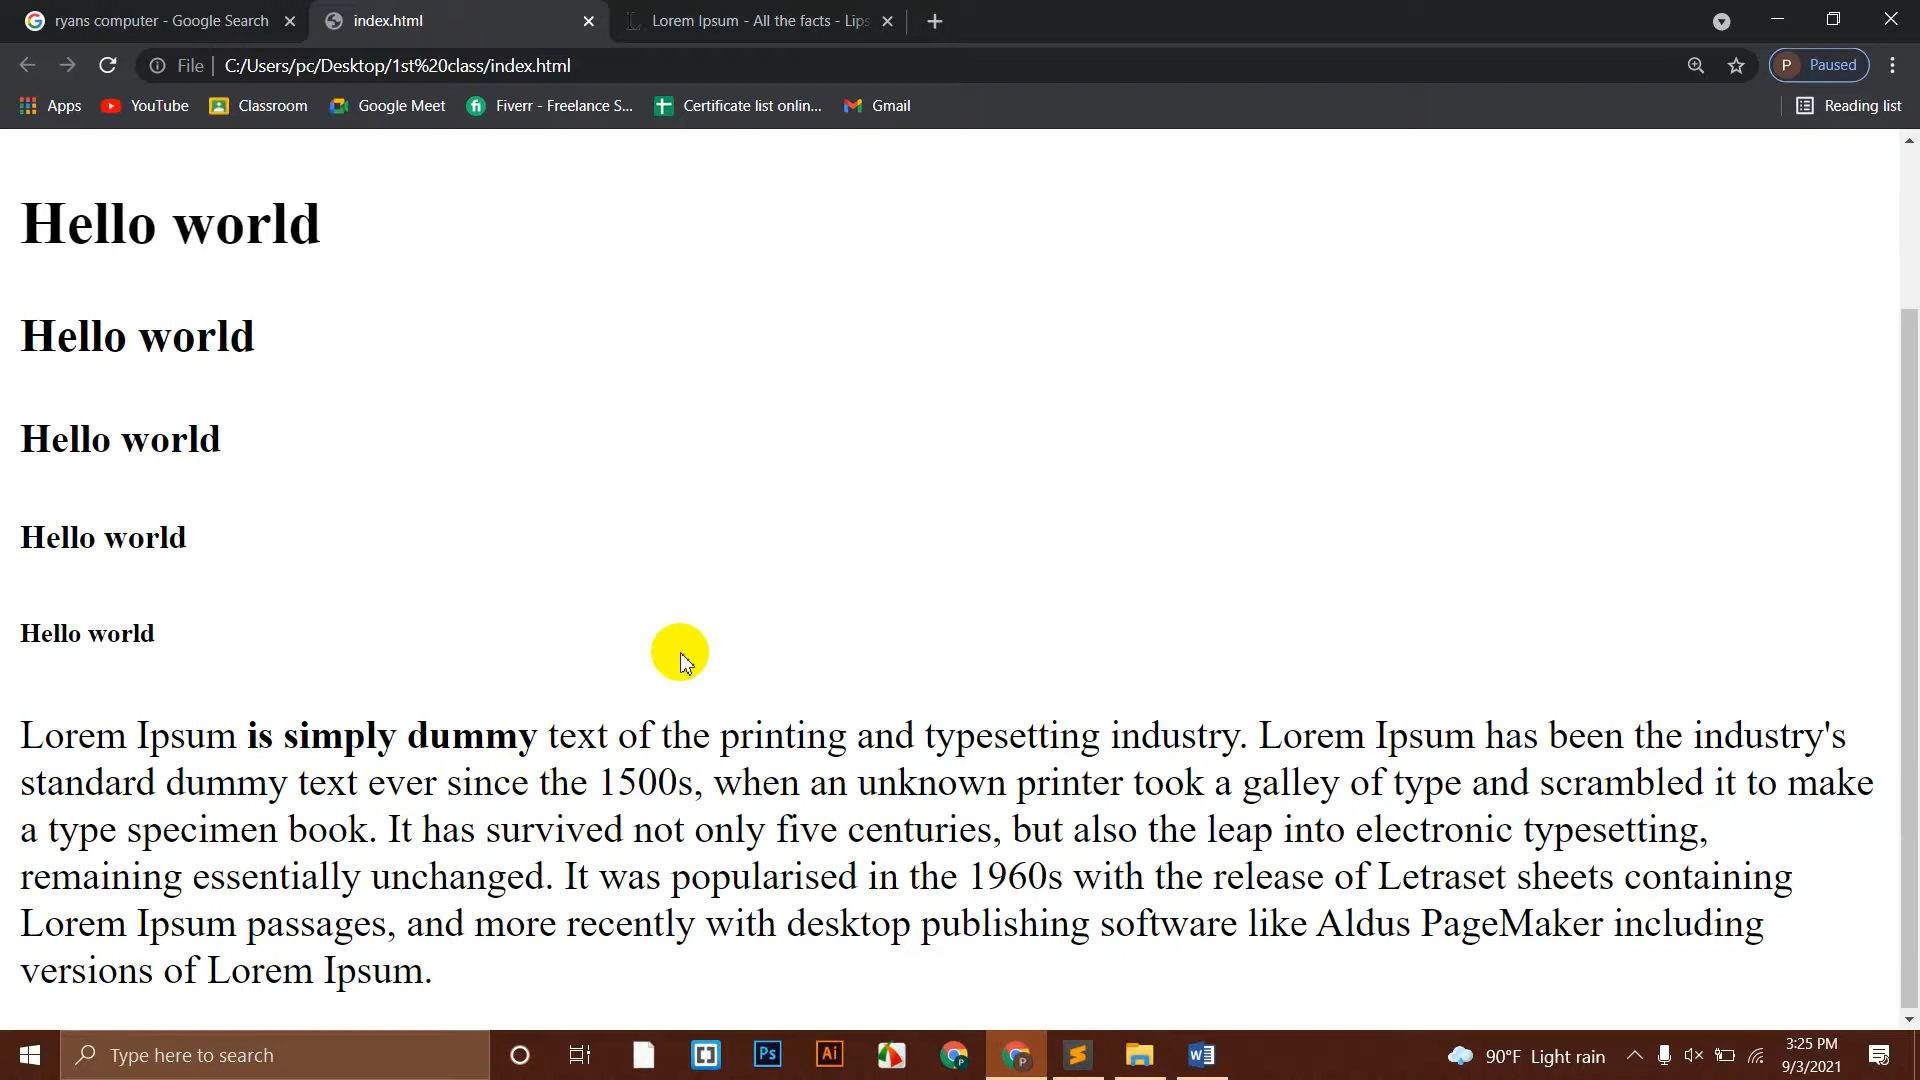 ryans computer - Google Search
index.html
Lorem Ipsum - All the facts - Lips
File
C:/Users/pc/Desktop/1st%20class/index.html
P
Paused
Apps
YouTube
Classroom
Google Meet
fi
Fiverr - Freelance S...
Certificate list onlin...
Gmail
Reading list
Hello world
Hello world
Hello world
Hello world
Hello world
Lorem Ipsum is simply dummy text of the printing and typesetting industry. Lorem Ipsum has been the industry's
standard dummy text ever since the 1500s, when an unknown printer took a galley of type and scrambled it to make
a type specimen book. It has survived not only five centuries, but also the leap into electronic typesetting,
remaining essentially unchanged. It was popularised in the 1960s with the release of Letraset sheets containing
Lorem Ipsum passages, and more recently with desktop publishing software like Aldus PageMaker including
versions of Lorem Ipsum.
Type here to search
Ps
Ai
90°F Light rain
3:25 PM
9/3/2021